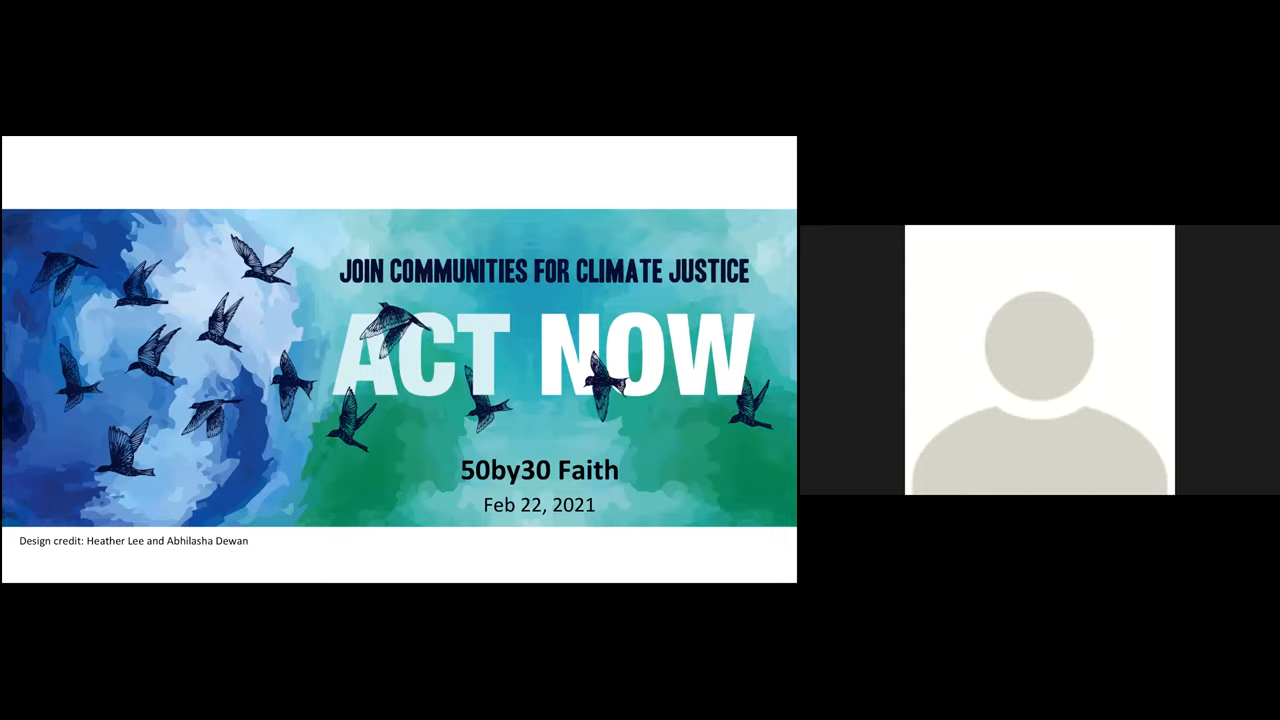 JOIN COMMUNITIES FOR CLIMATE JUSTICE
ACT NOW
50by30 Faith
Feb 22, 2021
Design credit: Heather Lee and Abhilasha Dewan